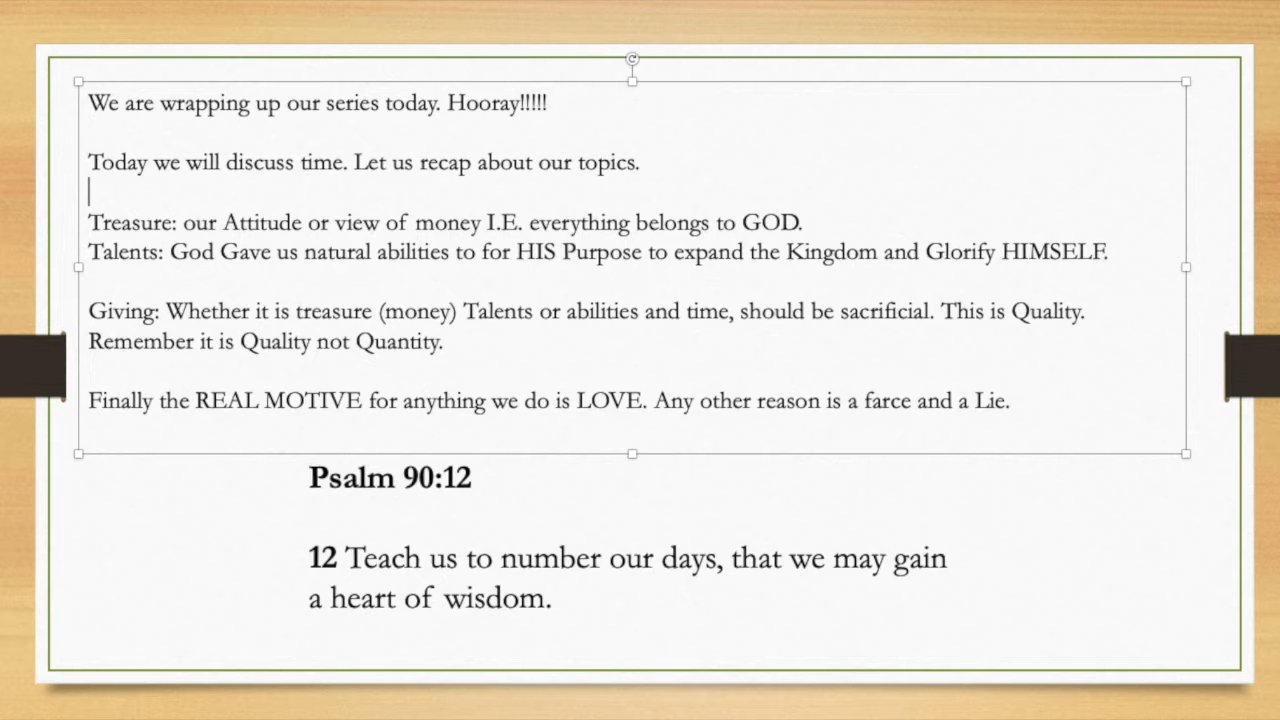 We are wrapping up our series today. Hooray!!!!!
Today we will discuss time. Let us recap about our topics.
Treasure: our Attitude or view of money I.E. everything belongs to GOD.
Talents: God Gave us natural abilities to for HIS Purpose to expand the Kingdom and Glorify HIMSELF.
Giving: Whether it is treasure (money) Talents or abilities and time, should be sacrificial. This is Quality.
Remember it is Quality not Quantity.
Finally the REAL MOTIVE for anything we do is LOVE. Any other reason is a farce and a Lie.
Psalm 90:12
12 Teach us to number our days, that we may gain
a heart of wisdom.